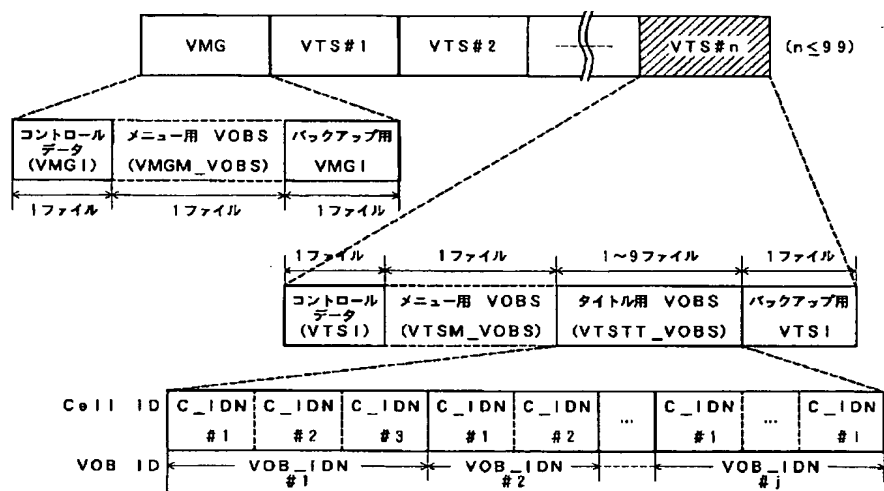 VMG VTS#1 VTS#2 VTS#n (n≤99)
コントロール
データ
(VMGI)
メニュー用 VOBS
(VMGM_VOBS)
バックアップ用
VMGI
1ファイル 1ファイル 1ファイル
1ファイル 1ファイル 1〜9ファイル 1ファイル
コントロール
データ
(VTSI)
メニュー用 VOBS
(VTSM_VOBS)
タイトル用 VOBS
(VTSTT_VOBS)
バックアップ用
VTSI
Cell ID C_IDN C_IDN C_IDN C_IDN C_IDN ... C_IDN ... C_IDN
#1 #2 #3 #1 #2 #1 #I
VOB ID VOB_IDN VOB_IDN VOB_IDN
#1 #2 #j